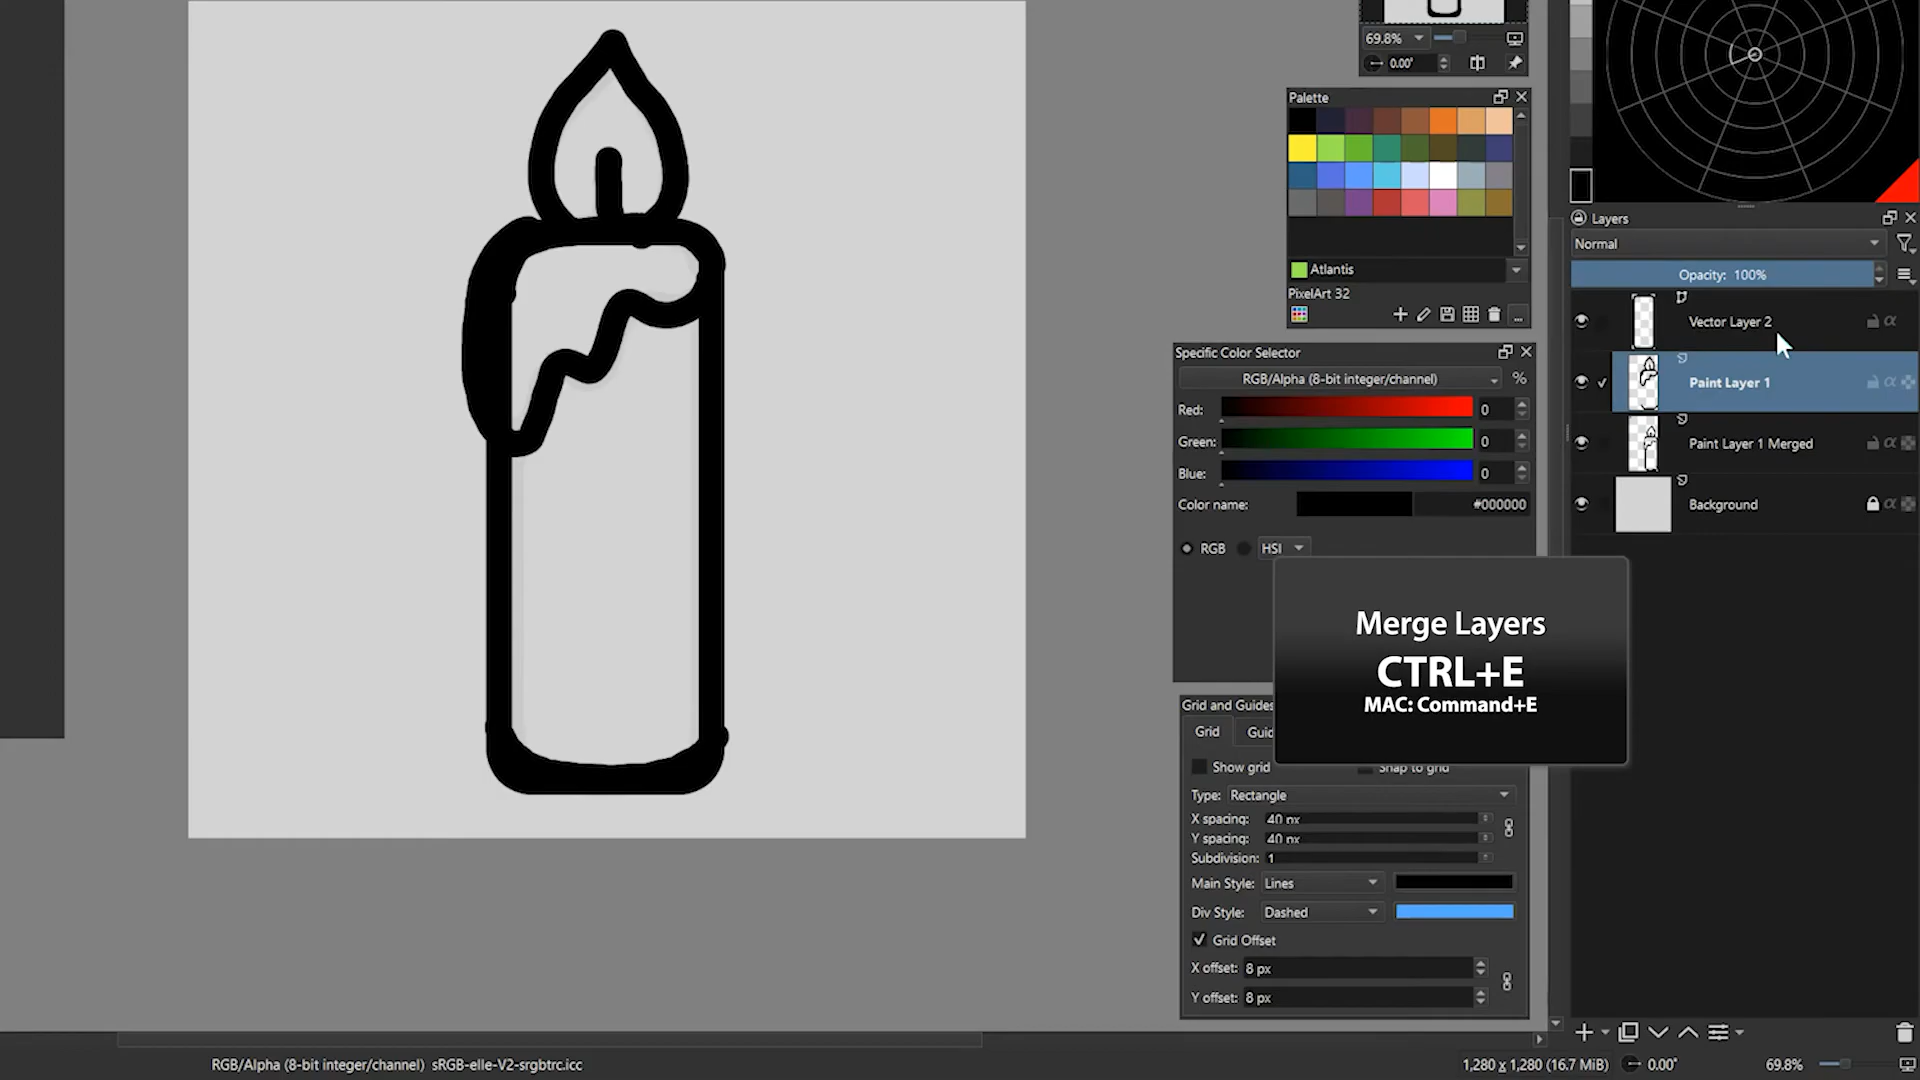 69.8%
0.00°
Palette
Atlantis
PixelArt 32
...
Specific Color Selector
RGB/Alpha (8-bit integer/channel)
%
Red: 0
Green: 0
Blue: 0
Color name: #000000
RGB HSI
Merge Layers
CTRL+E
MAC: Command+E
Grid and Guides
Grid Guid
Show grid Snap to grid
Type: Rectangle
X spacing: 40 px
Y spacing: 40 px
Subdivision: 1
Main Style: Lines
Div Style: Dashed
Grid Offset
X offset: 8 px
Y offset: 8 px
Layers
Normal
Opacity: 100%
Vector Layer 2
Paint Layer 1
Paint Layer 1 Merged
Background
RGB/Alpha (8-bit integer/channel) sRGB-elle-V2-srgbtrc.icc
1,280 x 1,280 (16.7 MiB) 0.00° 69.8%